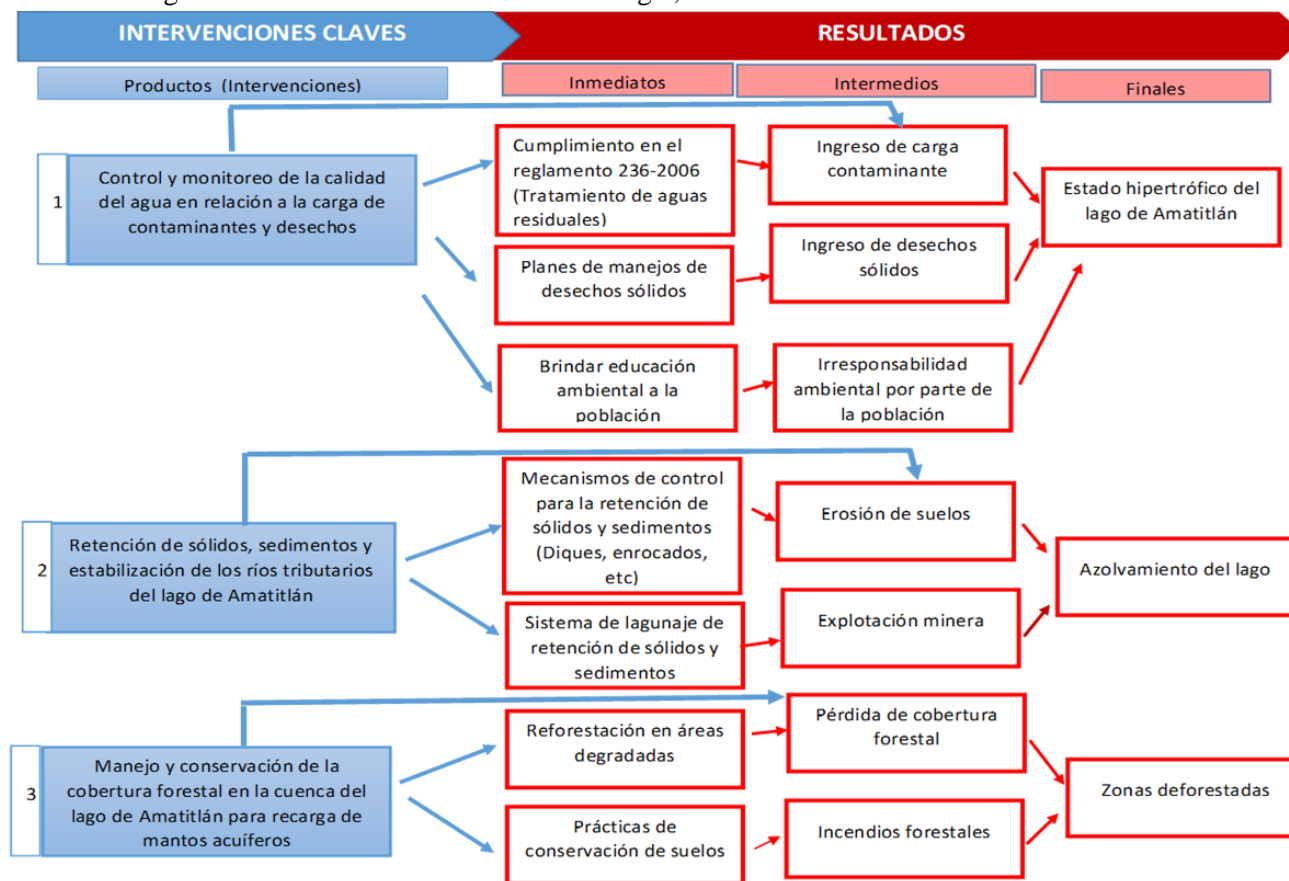 INTERVENCIONES CLAVES
RESULTADOS
Productos (Intervenciones)
Inmediatos
Intermedios
Finales
1
Control y monitoreo de la calidad
del agua en relación a la carga de
contaminantes y desechos
Cumplimiento en el
reglamento 236-2006
(Tratamiento de aguas
residuales)
Ingreso de carga
contaminante
Estado hipertrófico del
lago de Amatitlán
Planes de manejos de
desechos sólidos
Ingreso de desechos
sólidos
Brindar educación
ambiental a la
población
Irresponsabilidad
ambiental por parte de
la población
2
Retención de sólidos, sedimentos y
estabilización de los ríos tributarios
del lago de Amatitlán
Mecanismos de control
para la retención de
sólidos y sedimentos
(Diques, enrocados,
etc)
Erosión de suelos
Azolvamiento del lago
Sistema de lagunaje de
retención de sólidos y
sedimentos
Explotación minera
3
Manejo y conservación de la
cobertura forestal en la cuenca del
lago de Amatitlán para recarga de
mantos acuíferos
Reforestación en áreas
degradadas
Pérdida de cobertura
forestal
Zonas deforestadas
Prácticas de
conservación de suelos
Incendios forestales